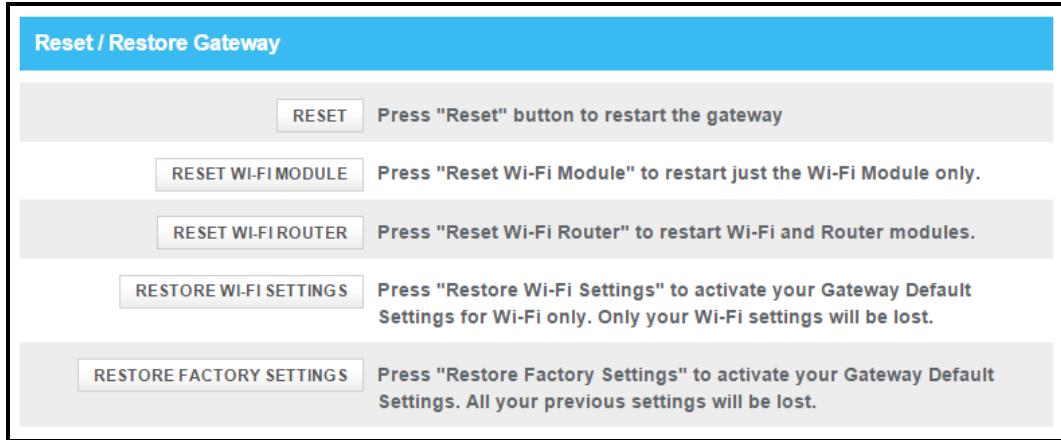 Reset / Restore Gateway
RESET Press "Reset" button to restart the gateway
RESET WI-FI MODULE Press "Reset Wi-Fi Module" to restart just the Wi-Fi Module only.
RESET WI-FI ROUTER Press "Reset Wi-Fi Router" to restart Wi-Fi and Router modules.
RESTORE WI-FI SETTINGS Press "Restore Wi-Fi Settings" to activate your Gateway Default
Settings for Wi-Fi only. Only your Wi-Fi settings will be lost.
RESTORE FACTORY SETTINGS Press "Restore Factory Settings" to activate your Gateway Default
Settings. All your previous settings will be lost.